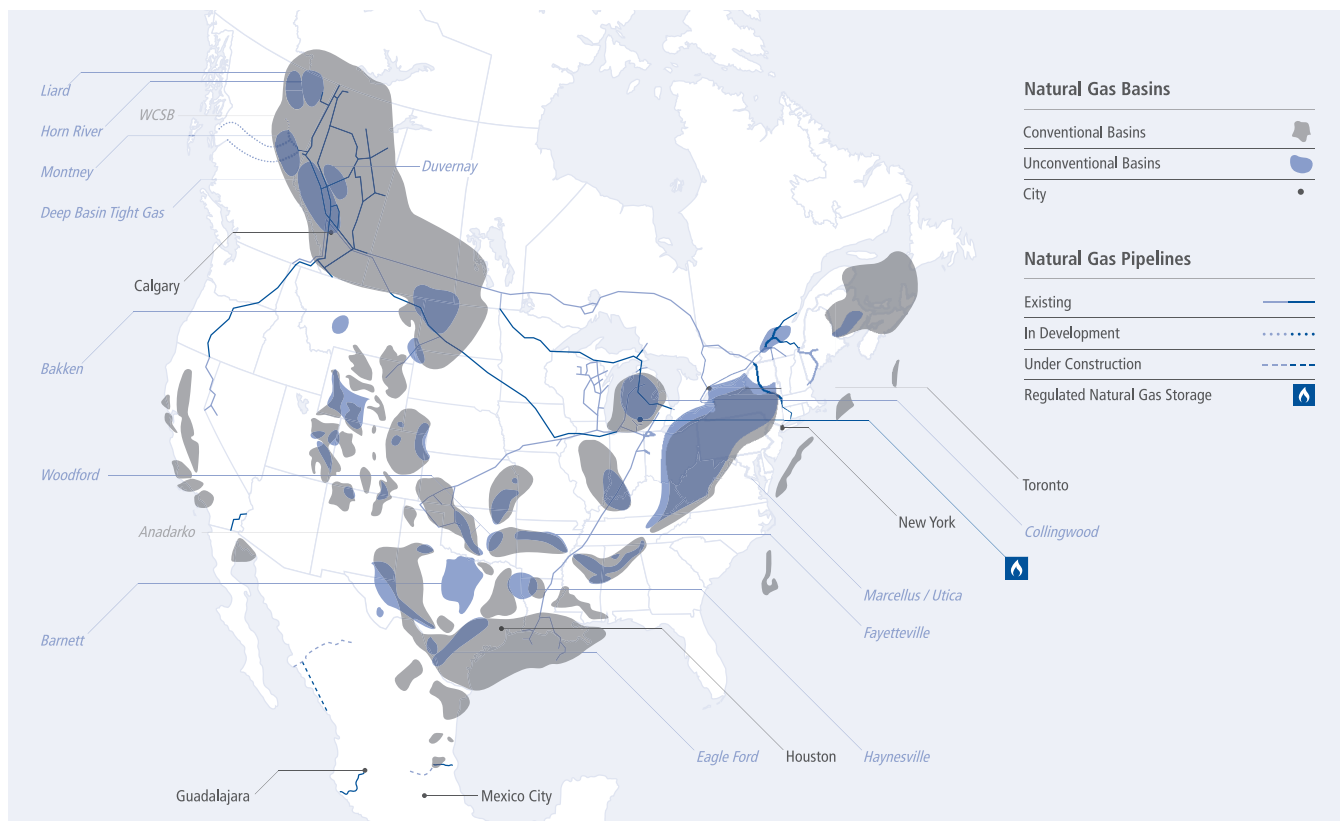 Liard
WCSB
Horn River
Montney
Duvernay
Deep Basin Tight Gas
Calgary
Bakken
Woodford
Anadarko
Barnett
Guadalajara
Mexico City
Eagle Ford
Houston
Haynesville
Fayetteville
Marcellus / Utica
New York
Collingwood
Toronto
Natural Gas Basins
Conventional Basins
Unconventional Basins
City
Natural Gas Pipelines
Existing
In Development
Under Construction
Regulated Natural Gas Storage